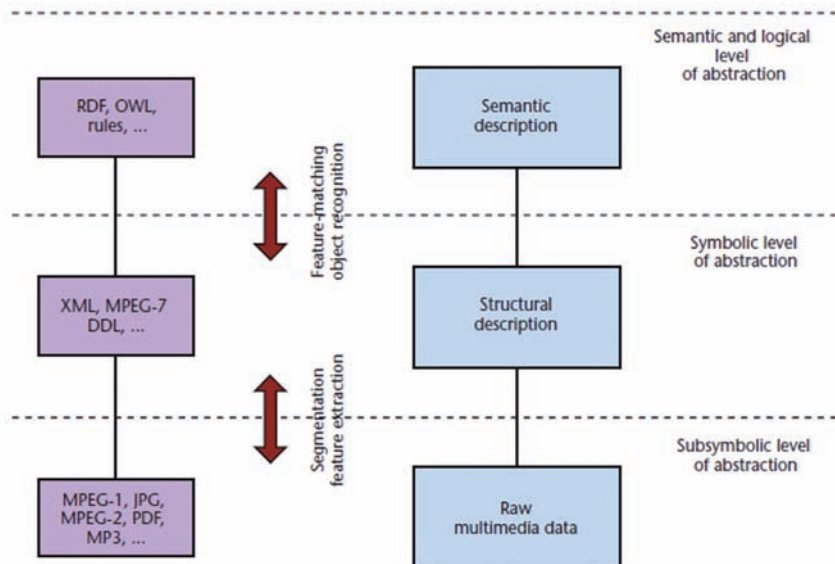 Semantic and logical
level
of abstraction
RDF, OWL,
rules, ...
Semantic
description
Feature-matching
object recognition
Symbolic level
of abstraction
XML, MPEG-7
DDL, ...
Structural
description
Segmentation
feature extraction
Subsymbolic level
of abstraction
MPEG-1, JPG,
MPEG-2, PDF,
MP3, ...
Raw
multimedia data